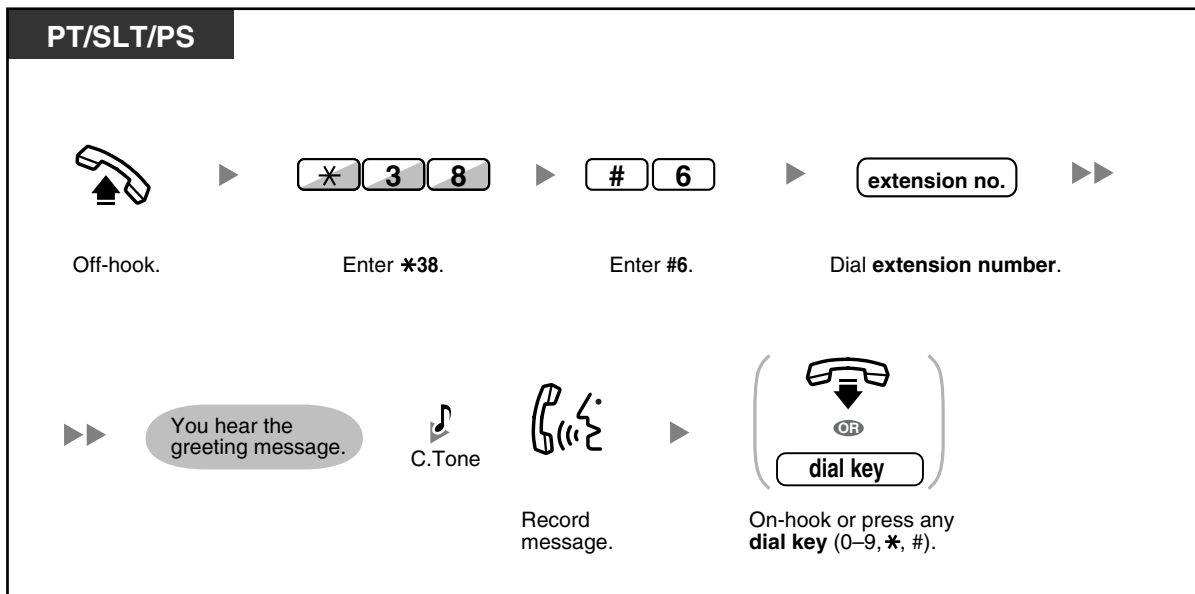 PT/SLT/PS
✳ 3 8 # 6 extension no.
Off-hook. Enter ✳38. Enter #6. Dial extension number.
You hear the
greeting message.
C.Tone
OR
dial key
Record
message.
On-hook or press any
dial key (0–9, ✳, #).